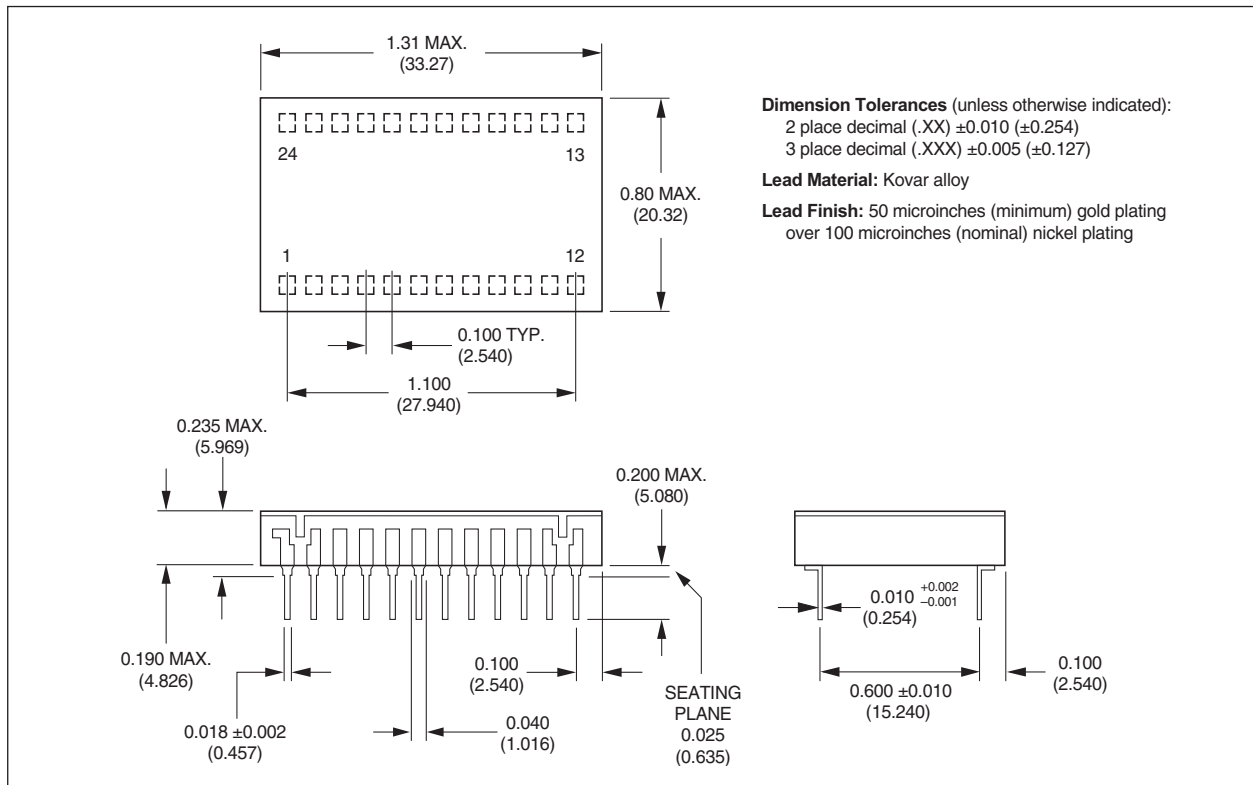 1.31 MAX.
(33.27)
Dimension Tolerances (unless otherwise indicated):
2 place decimal (.XX) ±0.010 (±0.254)
3 place decimal (.XXX) ±0.005 (±0.127)
Lead Material: Kovar alloy
Lead Finish: 50 microinches (minimum) gold plating
over 100 microinches (nominal) nickel plating
24
13
0.80 MAX.
(20.32)
1
12
0.100 TYP.
(2.540)
1.100
(27.940)
0.235 MAX.
(5.969)
0.200 MAX.
(5.080)
0.190 MAX.
(4.826)
0.018 ±0.002
(0.457)
0.040
(1.016)
0.100
(2.540)
SEATING
PLANE
0.025
(0.635)
0.010 +0.002
−0.001
(0.254)
0.600 ±0.010
(15.240)
0.100
(2.540)